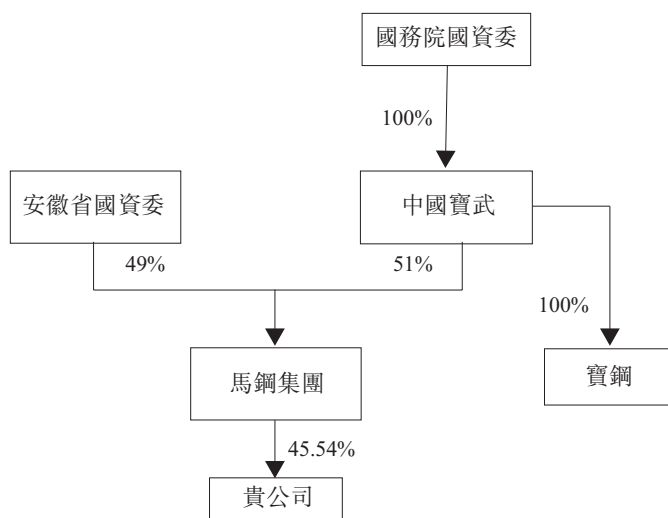 國務院國資委
100%
安徽省國資委
中國寶武
49%
51%
100%
馬鋼集團
寶鋼
45.54%
貴公司